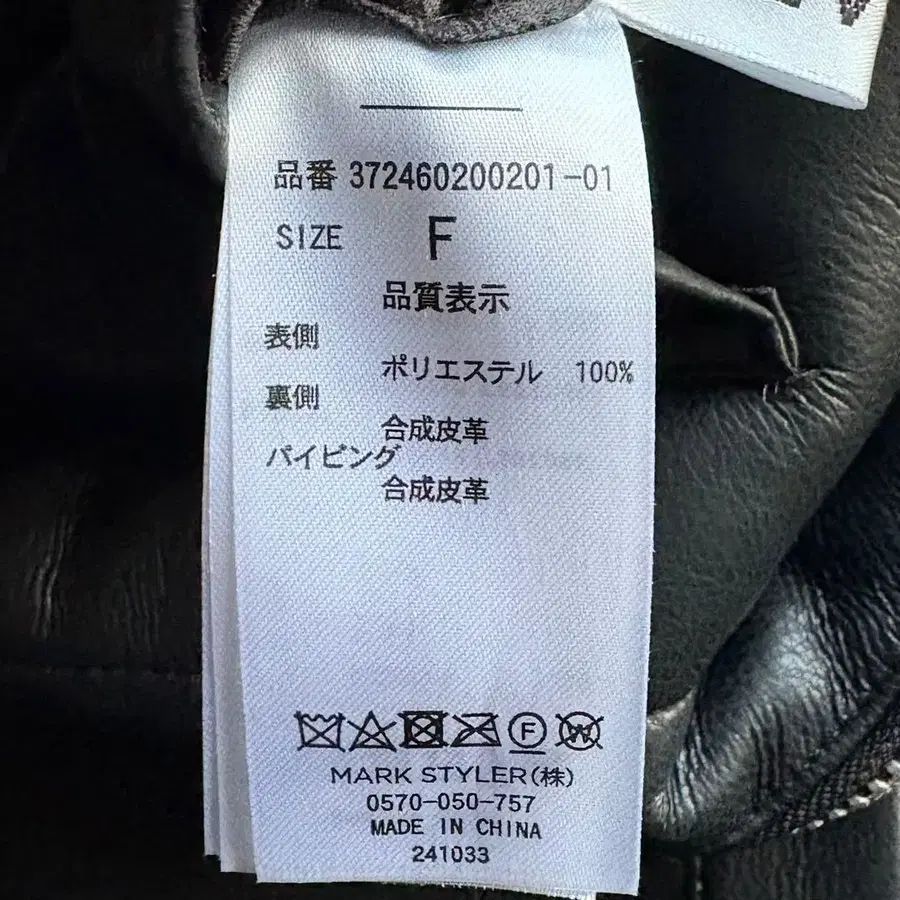 品番 372460200201-01
SIZE F
品質表示
表側
ポリエステル 100%
裏側
合成皮革
パイピング
合成皮革
F W
MARK STYLER(株)
0570-050-757
MADE IN CHINA
241033